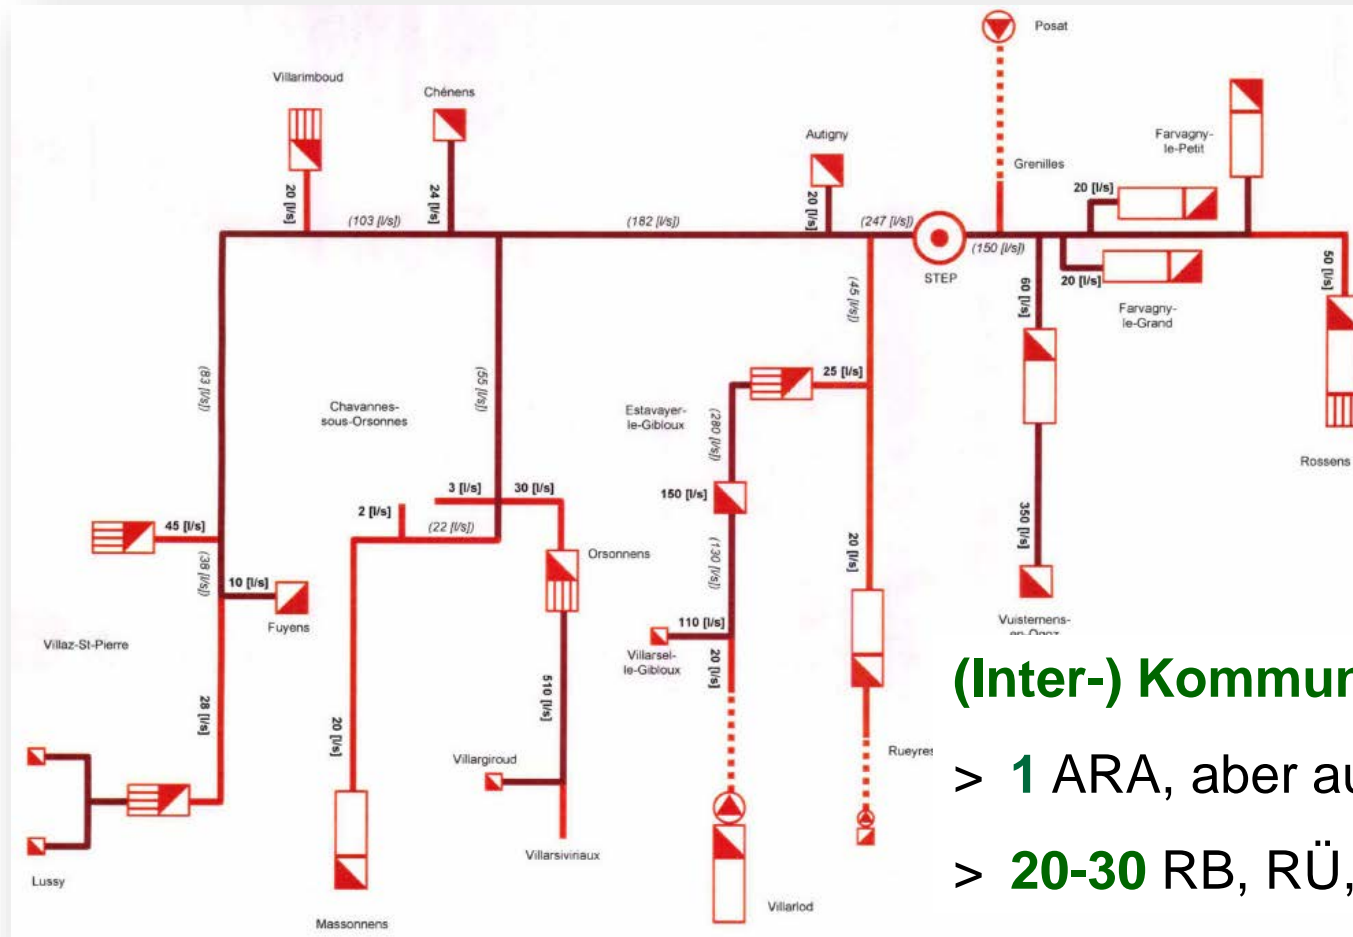 Posat
Villarimboud
Chénens
Autigny
Farvagny-
le-Petit
Grenilles
20 [l/s]
24 [l/s]
20 [l/s]
20 [l/s]
(103 [l/s])
(182 [l/s])
(247 [l/s])
(150 [l/s])
STEP
20 [l/s]
50 [l/s]
60 [l/s]
(45 [l/s])
Farvagny-
le-Grand
(83 [l/s])
(55 [l/s])
25 [l/s]
Chavannes-
sous-Orsonnes
Estavayer-
le-Gibloux
(280 [l/s])
Rossens
3 [l/s]
30 [l/s]
150 [l/s]
2 [l/s]
(22 [l/s])
45 [l/s]
(38 [l/s])
350 [l/s]
20 [l/s]
(130 [l/s])
Orsonnens
10 [l/s]
Fuyens
110 [l/s]
Vuisternens-
en-Ogoz
Villaz-St-Pierre
Villarsel-
le-Gibloux
20 [l/s]
28 [l/s]
20 [l/s]
510 [l/s]
(Inter-) Kommun
Villargiroud
Rueyres
> 1 ARA, aber au
Villarsiviriaux
Lussy
> 20-30 RB, RÜ,
Massonnens
Villarlod